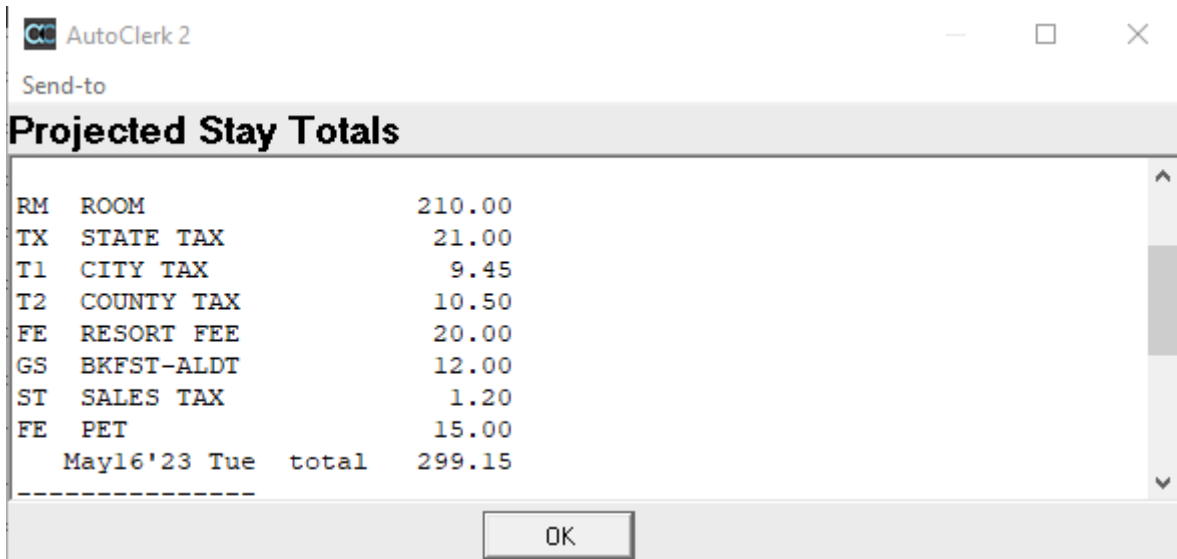 AutoClerk 2
Send-to
Projected Stay Totals
RM ROOM 210.00
TX STATE TAX 21.00
T1 CITY TAX 9.45
T2 COUNTY TAX 10.50
FE RESORT FEE 20.00
GS BKFST-ALDT 12.00
ST SALES TAX 1.20
FE PET 15.00
May16'23 Tue total 299.15
---------------
OK